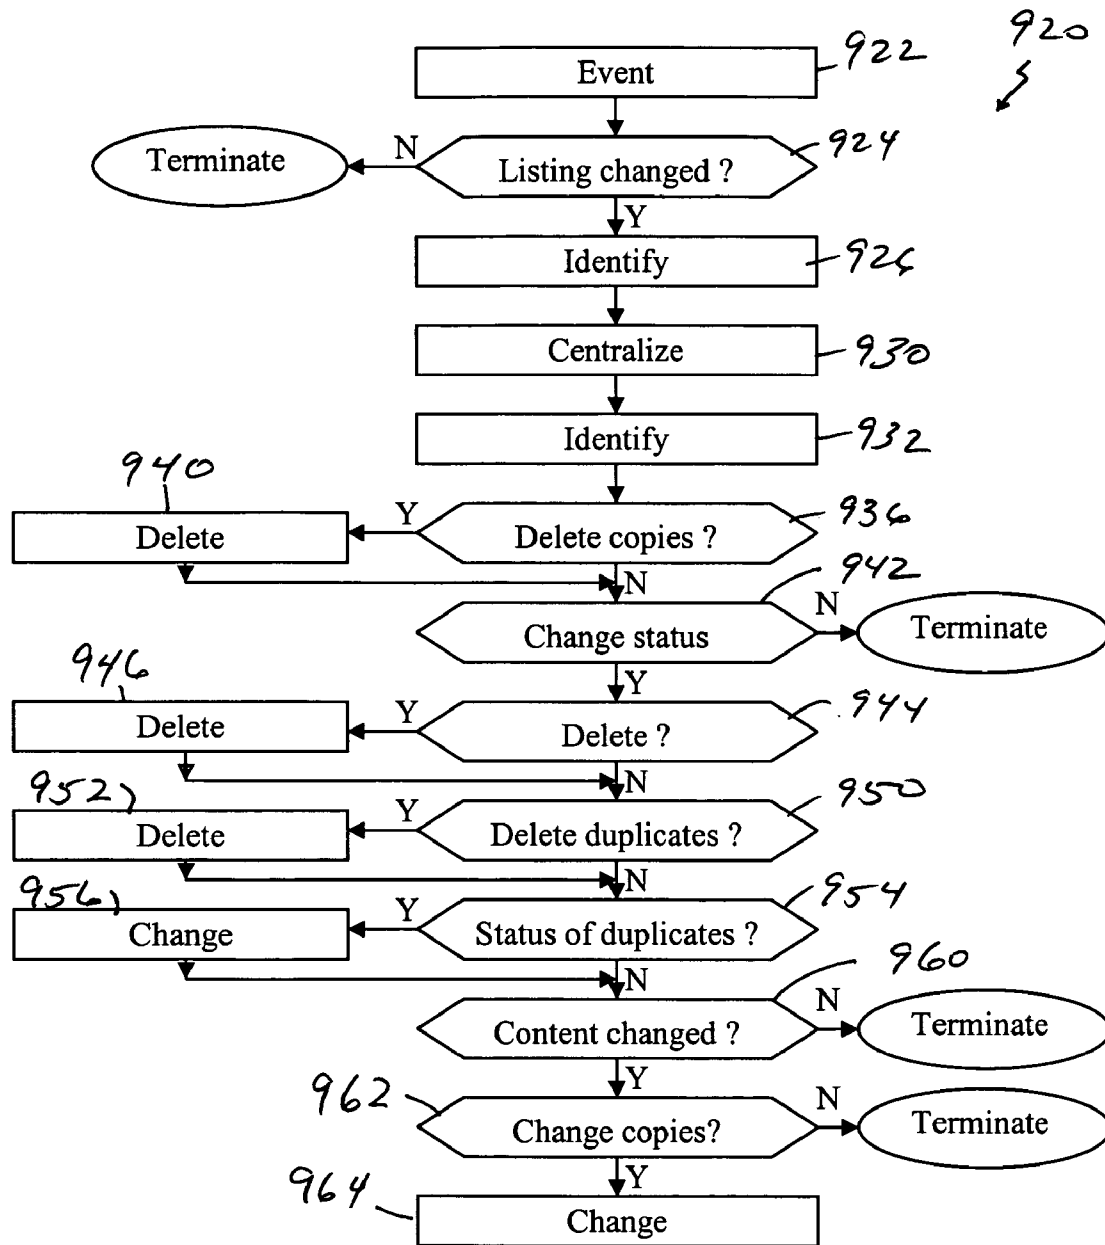 920
Event 922
Terminate N Listing changed ? 924
Y
Identify 926
Centralize 930
Identify 932
940
Delete Y Delete copies ? 936
N 942
Change status N Terminate
946 Y
Delete Y Delete ? 944
N
952
Delete Y Delete duplicates ? 950
N
956
Change Y Status of duplicates ? 954
N 960
Content changed ? N Terminate
Y
962 Change copies? N Terminate
Y
964 Change